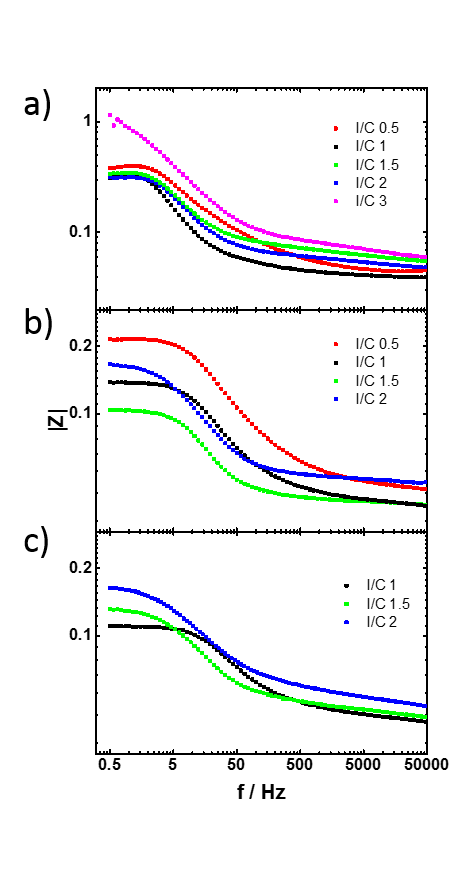 a)
1
0.1
I/C 0.5
I/C 1
I/C 1.5
I/C 2
I/C 3
b)
0.2
0.1
|Z|
I/C 0.5
I/C 1
I/C 1.5
I/C 2
c)
0.2
0.1
I/C 1
I/C 1.5
I/C 2
0.5 5 50 500 5000 50000
f / Hz